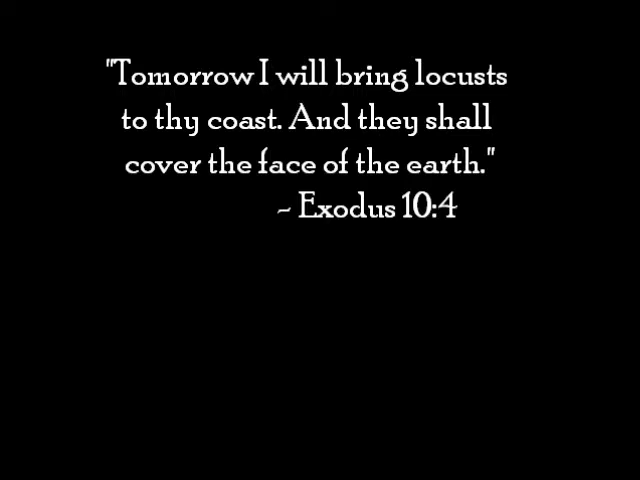 "Tomorrow I will bring locusts
to thy coast. And they shall
cover the face of the earth."
~ Exodus 10:4